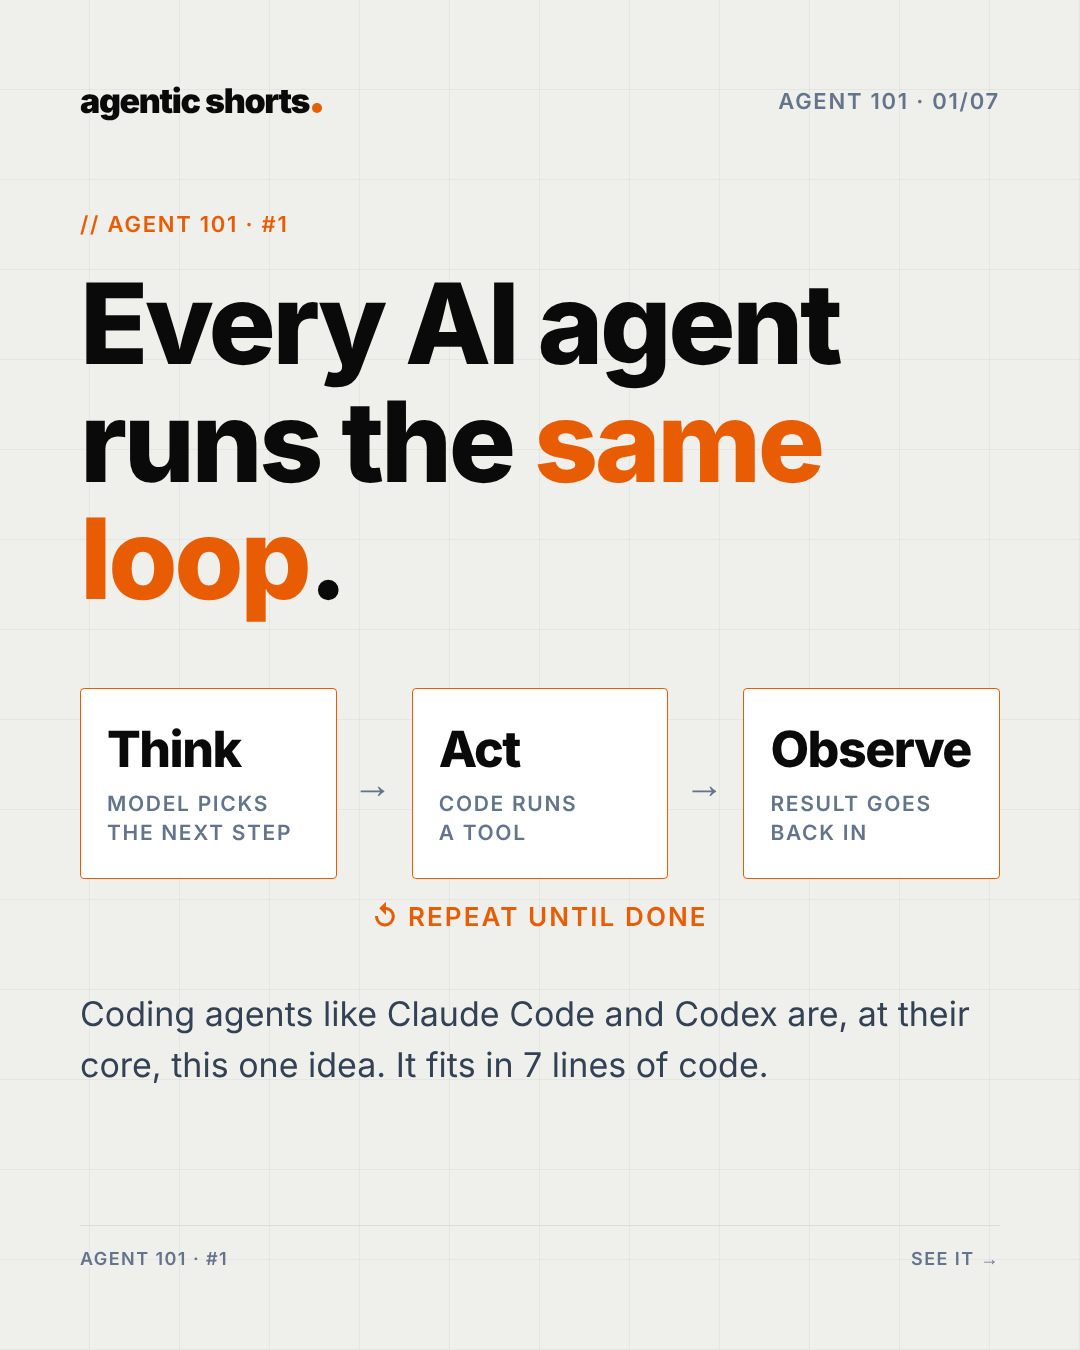 agentic shorts.
AGENT 101 · 01/07
// AGENT 101 · #1
Every AI agent
runs the same
loop.
Think
MODEL PICKS
THE NEXT STEP
→
Act
CODE RUNS
A TOOL
→
Observe
RESULT GOES
BACK IN
↺ REPEAT UNTIL DONE
Coding agents like Claude Code and Codex are, at their
core, this one idea. It fits in 7 lines of code.
AGENT 101 · #1
SEE IT →